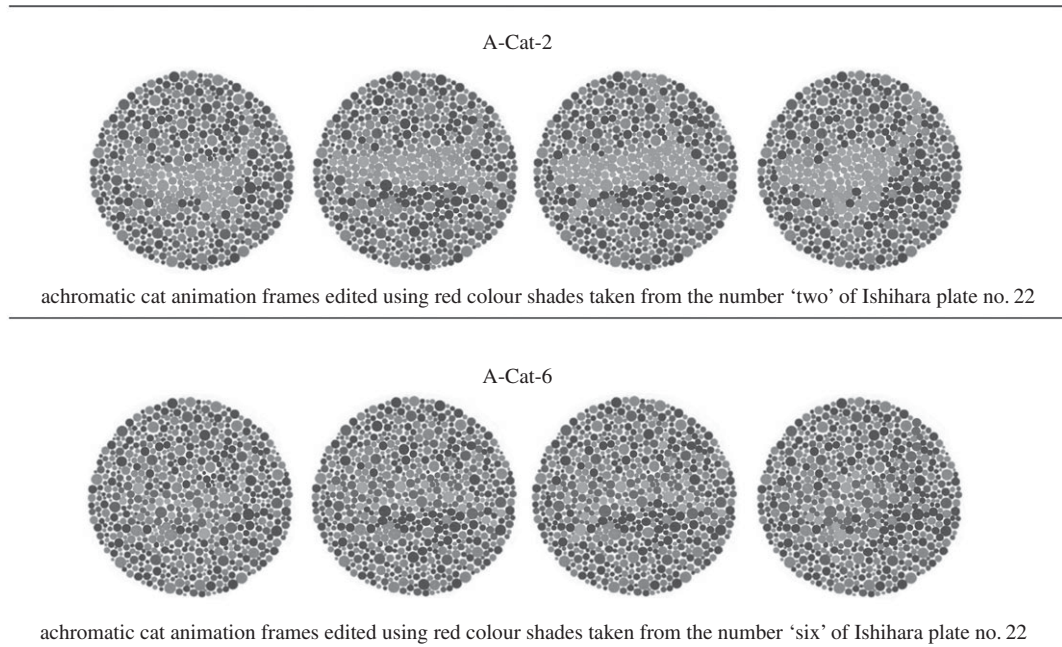 A-Cat-2
achromatic cat animation frames edited using red colour shades taken from the number ‘two’ of Ishihara plate no. 22
A-Cat-6
achromatic cat animation frames edited using red colour shades taken from the number ‘six’ of Ishihara plate no. 22